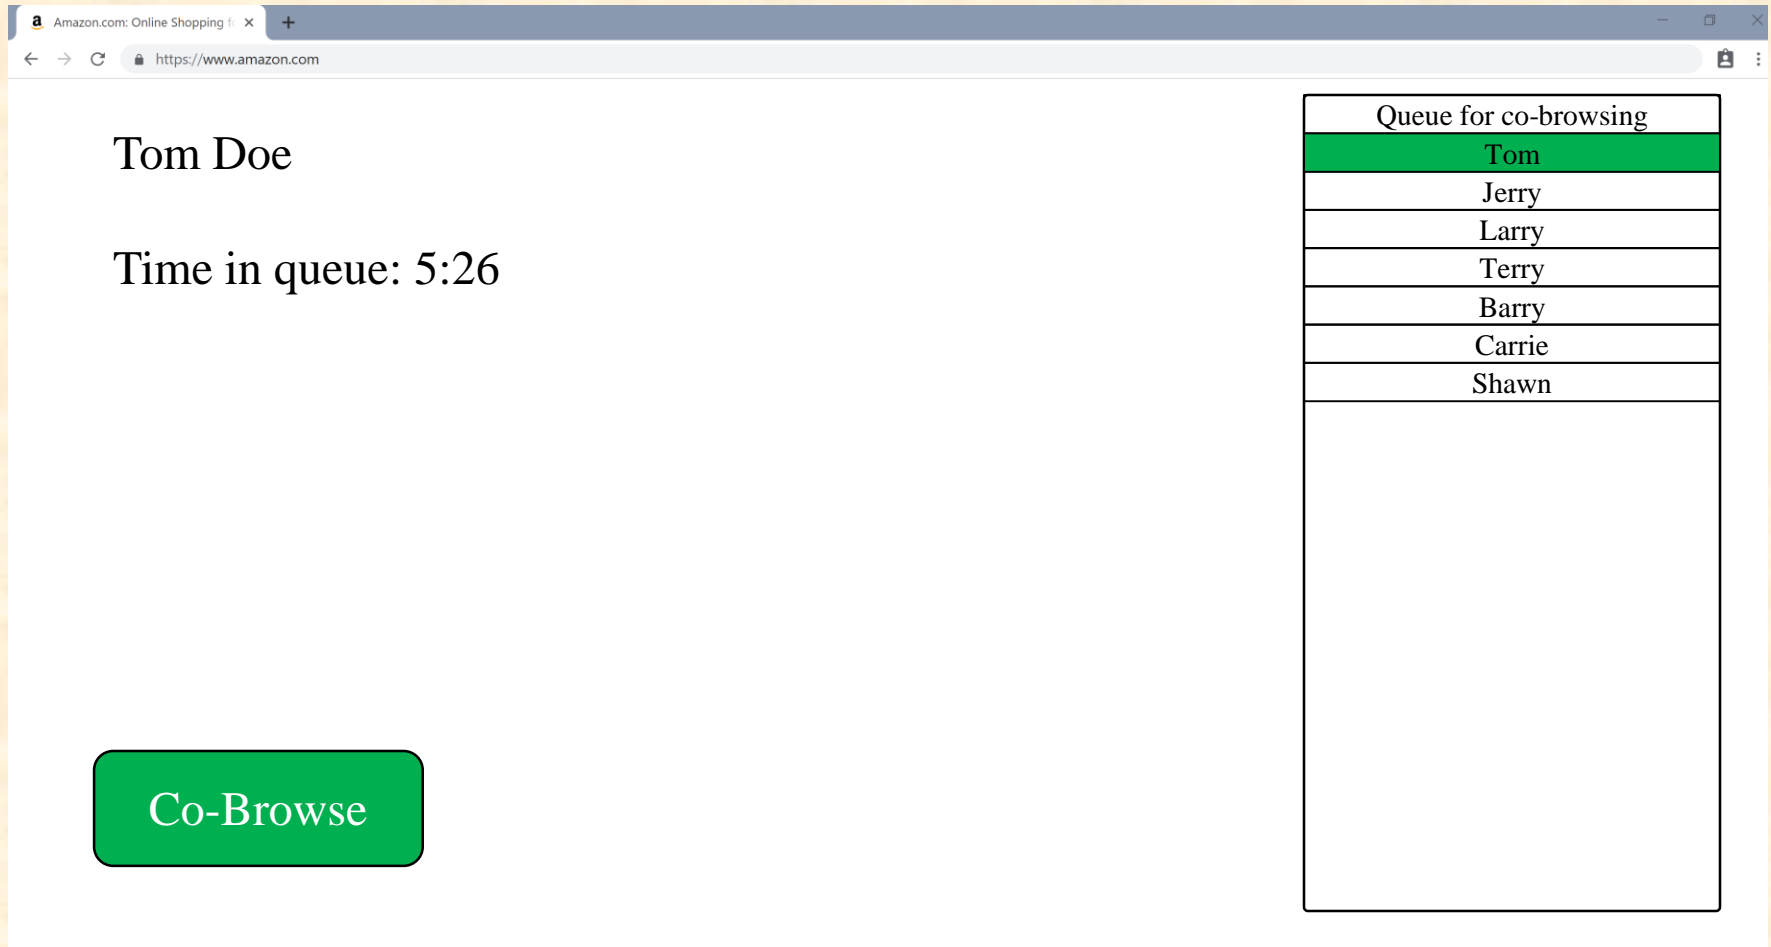 Amazon.com: Online Shopping f
https://www.amazon.com
Tom Doe
Time in queue: 5:26
Co-Browse
Queue for co-browsing
Tom
Jerry
Larry
Terry
Barry
Carrie
Shawn